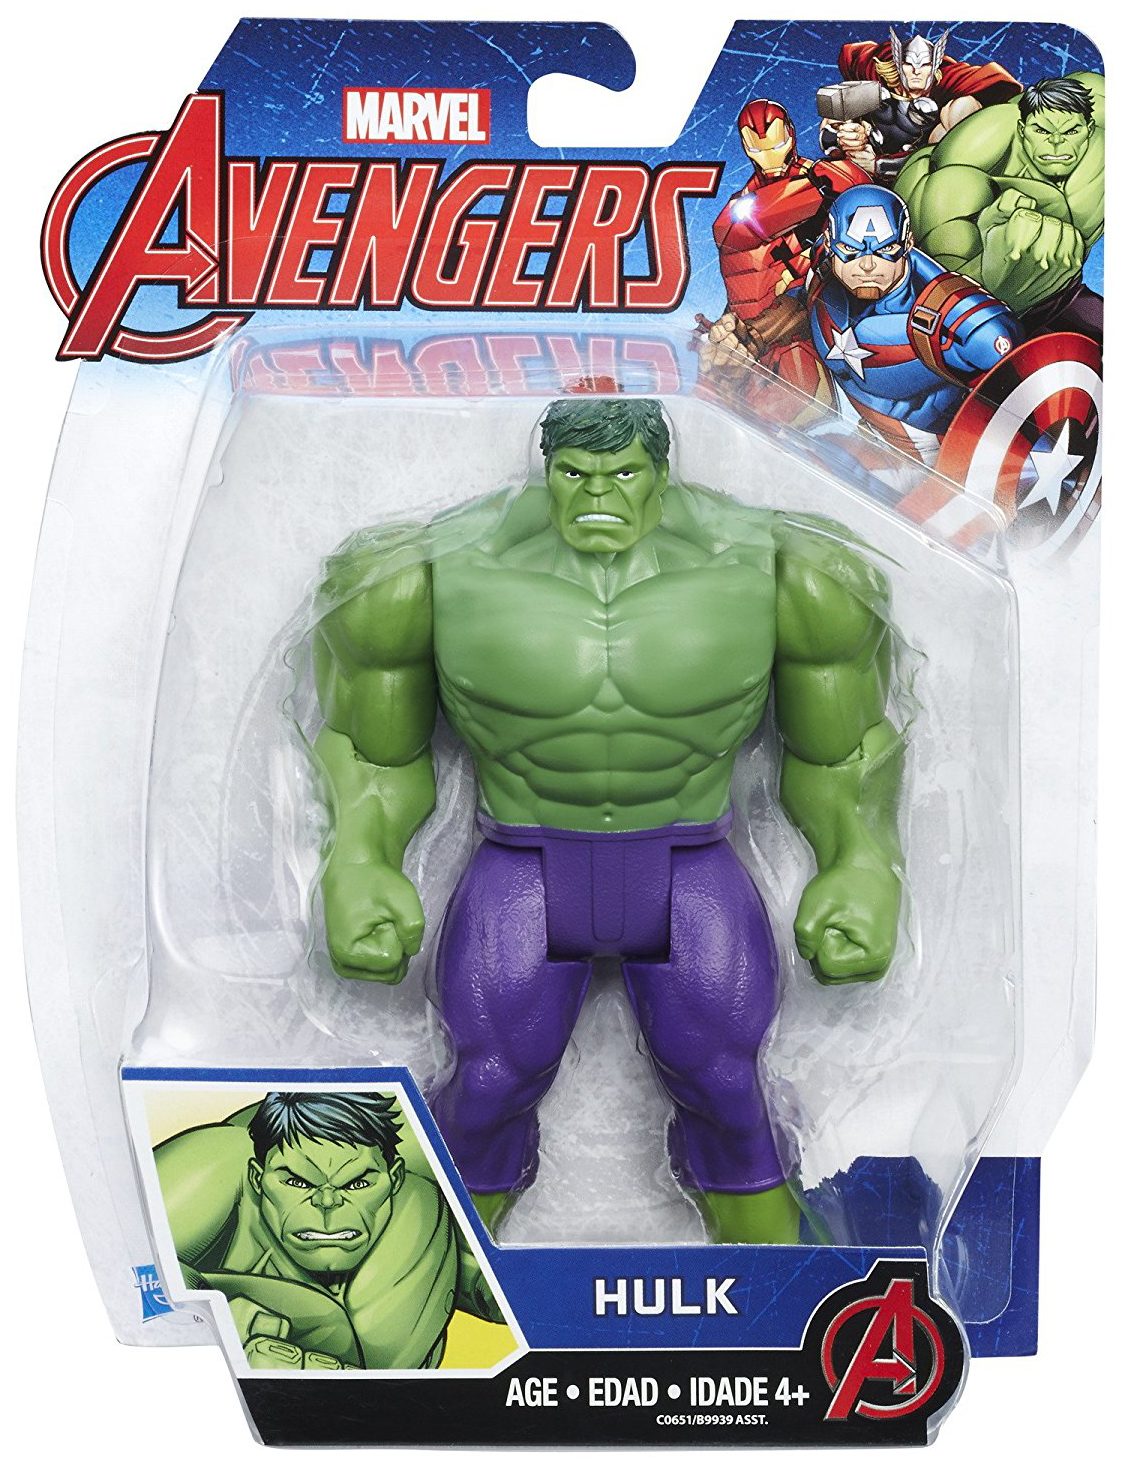 MARVEL
AVENGERS
HULK
AGE • EDAD • IDADE 4+
C0651/B9939 ASST.